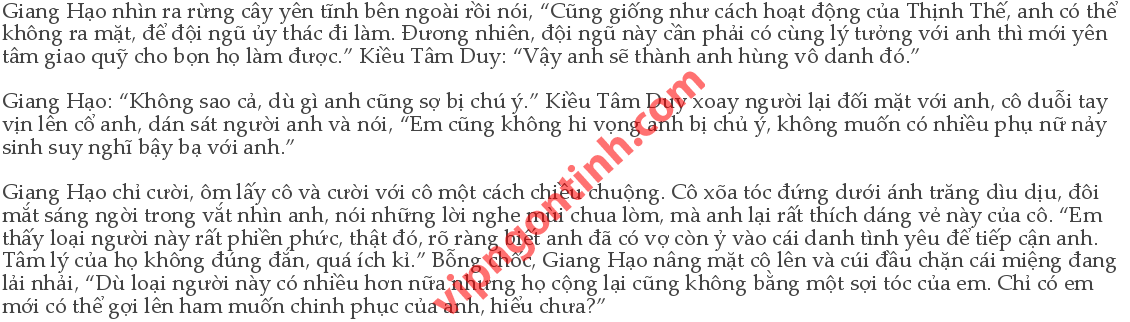 Giang Hạo nhìn ra rừng cây yên tĩnh bên ngoài rồi nói, “Cũng giống như cách hoạt động của Thịnh Thế, anh có thể
không ra mặt, để đội ngũ ủy thác đi làm. Đương nhiên, đội ngũ này cần phải có cùng lý tưởng với anh thì mới yên
tâm giao quỹ cho bọn họ làm được.” Kiều Tâm Duy: “Vậy anh sẽ thành anh hùng vô danh đó.”
Giang Hạo: “Không sao cả, dù gì anh cũng sợ bị chú ý.” Kiều Tâm Duy xoay người lại đối mặt với anh, cô duỗi tay
vịn lên cổ anh, dán sát người anh và nói, “Em cũng không hi vọng anh bị chủ ý, không muốn có nhiều phụ nữ nảy
sinh suy nghĩ bậy bạ với anh.”
Giang Hạo chỉ cười, ôm lấy cô và cười với cô một cách chiều chuộng. Cô xõa tóc đứng dưới ánh trăng dìu dịu, đôi
mắt sáng ngời trong vắt nhìn anh, nói những lời nghe mùi chua lòm, mà anh lại rất thích dáng vẻ này của cô. “Em
thấy loại người này rất phiền phức, thật đó, rõ ràng biết anh đã có vợ còn ỷ vào cái danh tình yêu để tiếp cận anh.
Tâm lý của họ không đúng đắn, quá ích kỉ.” Bỗng chốc, Giang Hạo nâng mặt cô lên và cúi đầu chặn cái miệng đang
lải nhải, “Dù loại người này có nhiều hơn nữa nhưng họ cộng lại cũng không bằng một sợi tóc của em. Chỉ có em
mới có thể gợi lên ham muốn chinh phục của anh, hiểu chưa?”
vipngontinh.com